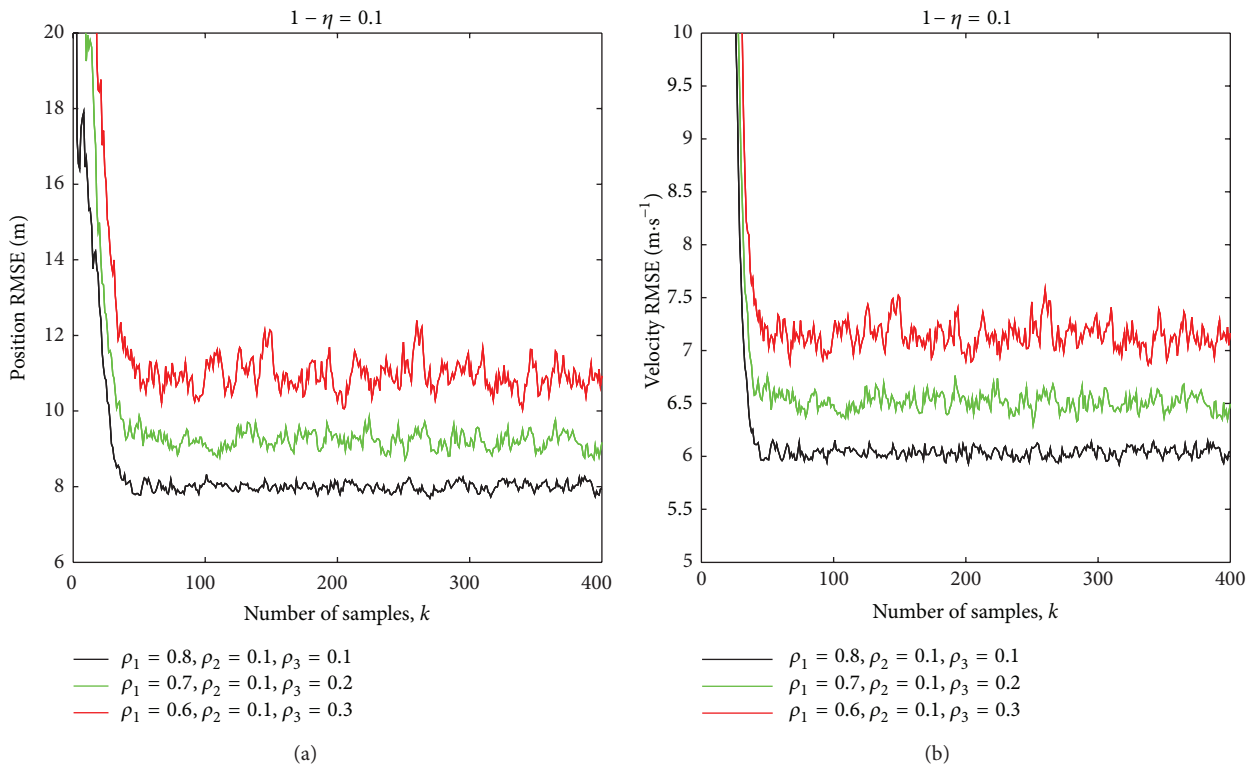 1 − η = 0.1
20
18
16
14
12
10
8
6
Position RMSE (m)
0
100
200
300
400
Number of samples, k
ρ₁ = 0.8, ρ₂ = 0.1, ρ₃ = 0.1
ρ₁ = 0.7, ρ₂ = 0.1, ρ₃ = 0.2
ρ₁ = 0.6, ρ₂ = 0.1, ρ₃ = 0.3
(a)
1 − η = 0.1
10
9.5
9
8.5
8
7.5
7
6.5
6
5.5
5
Velocity RMSE (m·s⁻¹)
0
100
200
300
400
Number of samples, k
ρ₁ = 0.8, ρ₂ = 0.1, ρ₃ = 0.1
ρ₁ = 0.7, ρ₂ = 0.1, ρ₃ = 0.2
ρ₁ = 0.6, ρ₂ = 0.1, ρ₃ = 0.3
(b)